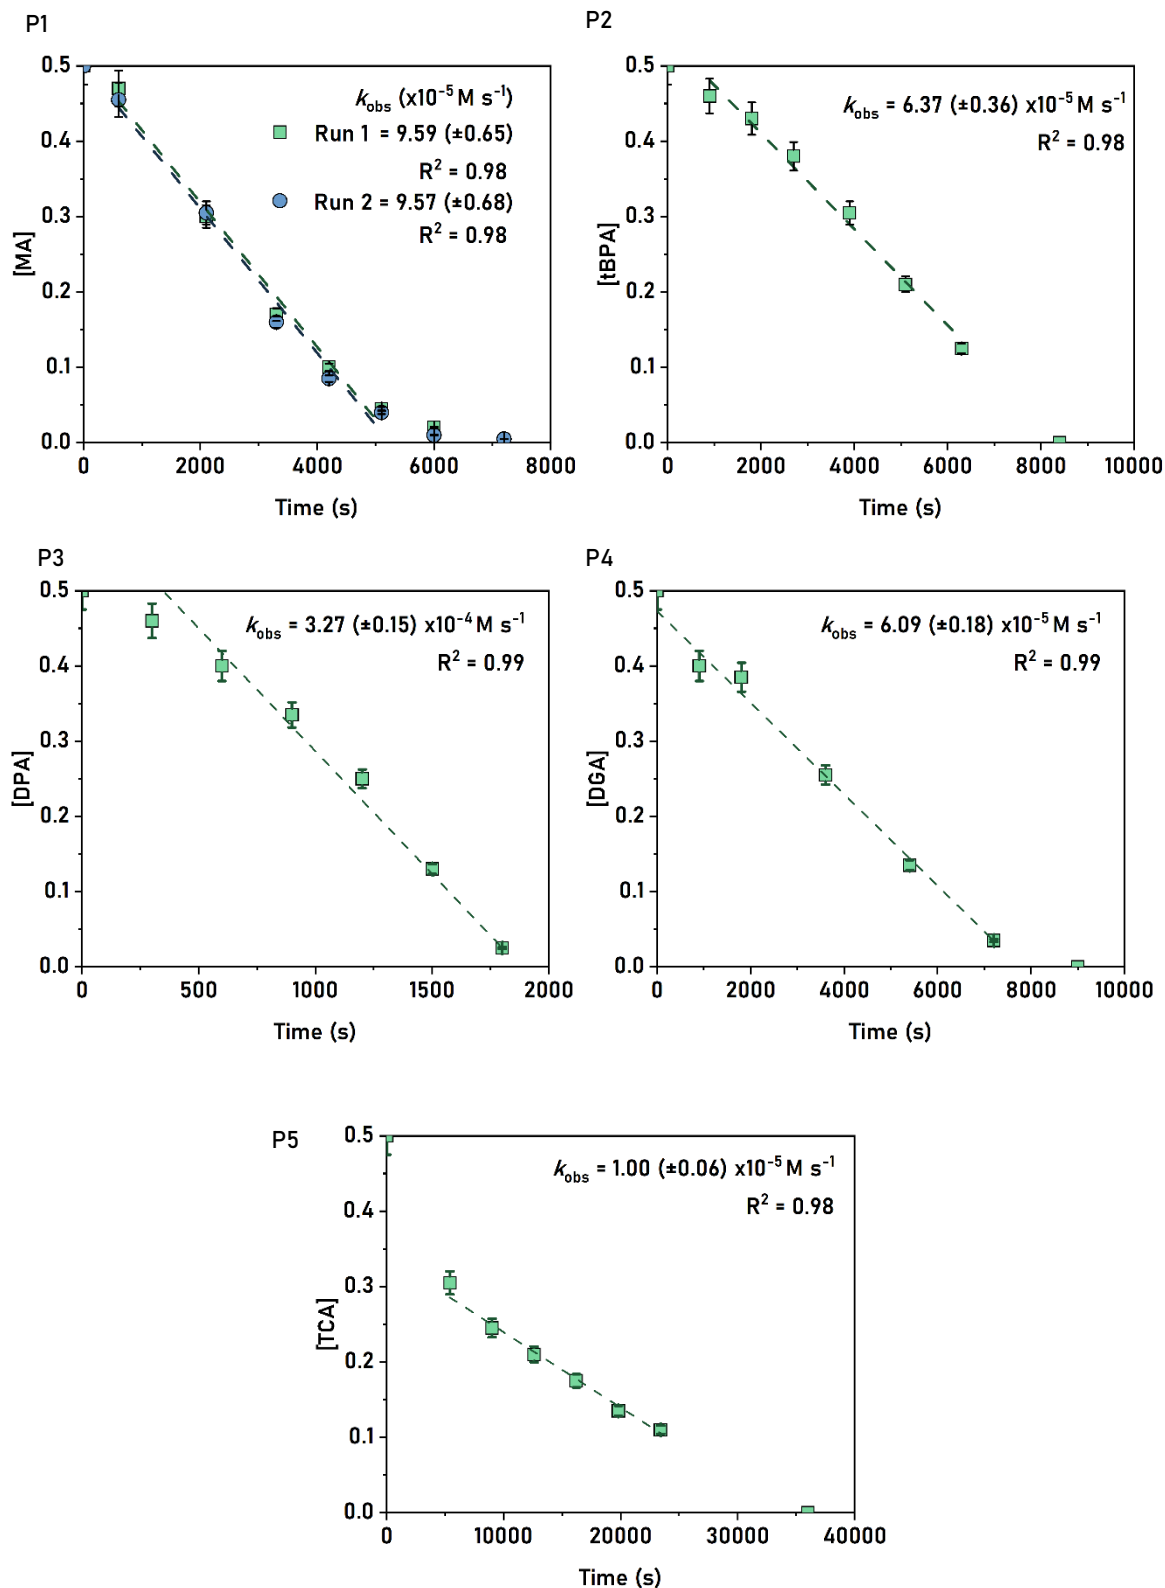 P1
0.5
0.4
0.3
0.2
0.1
0.0
[MA]
k_obs (x10⁻⁵ M s⁻¹)
Run 1 = 9.59 (±0.65)
R² = 0.98
Run 2 = 9.57 (±0.68)
R² = 0.98
0 2000 4000 6000 8000
Time (s)
P2
0.5
0.4
0.3
0.2
0.1
0.0
[tBPA]
k_obs = 6.37 (±0.36) x10⁻⁵ M s⁻¹
R² = 0.98
0 2000 4000 6000 8000 10000
Time (s)
P3
0.5
0.4
0.3
0.2
0.1
0.0
[DPA]
k_obs = 3.27 (±0.15) x10⁻⁴ M s⁻¹
R² = 0.99
0 500 1000 1500 2000
Time (s)
P4
0.5
0.4
0.3
0.2
0.1
0.0
[DGA]
k_obs = 6.09 (±0.18) x10⁻⁵ M s⁻¹
R² = 0.99
0 2000 4000 6000 8000 10000
Time (s)
P5
0.5
0.4
0.3
0.2
0.1
0.0
[TCA]
k_obs = 1.00 (±0.06) x10⁻⁵ M s⁻¹
R² = 0.98
0 10000 20000 30000 40000
Time (s)